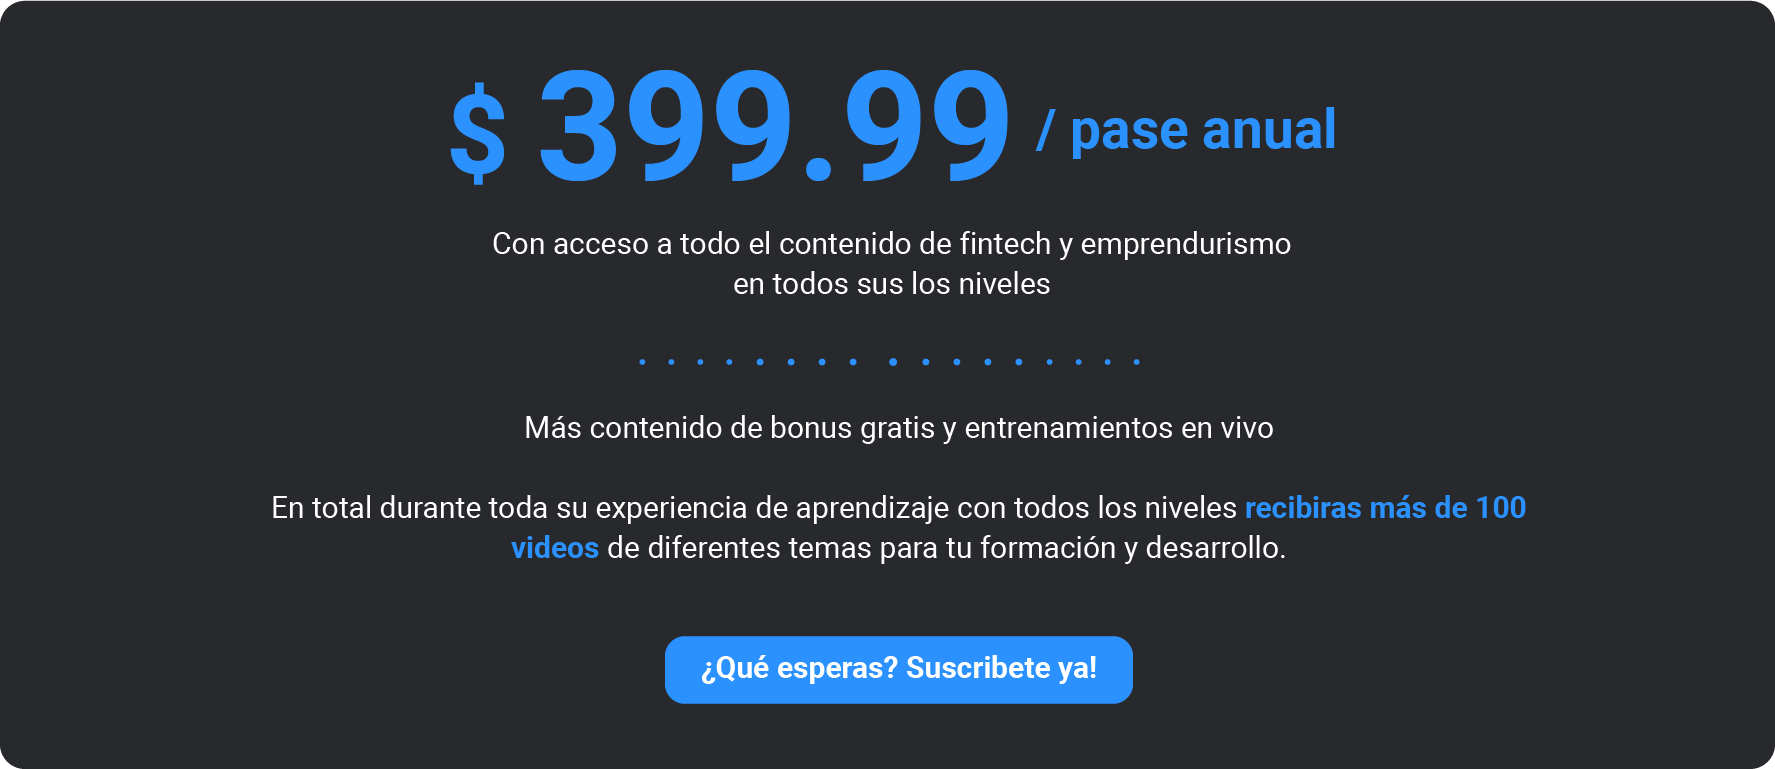 $ 399.99 / pase anual
Con acceso a todo el contenido de fintech y emprendurismo
en todos sus los niveles
Más contenido de bonus gratis y entrenamientos en vivo
En total durante toda su experiencia de aprendizaje con todos los niveles recibiras más de 100
videos de diferentes temas para tu formación y desarrollo.
¿Qué esperas? Suscribete ya!